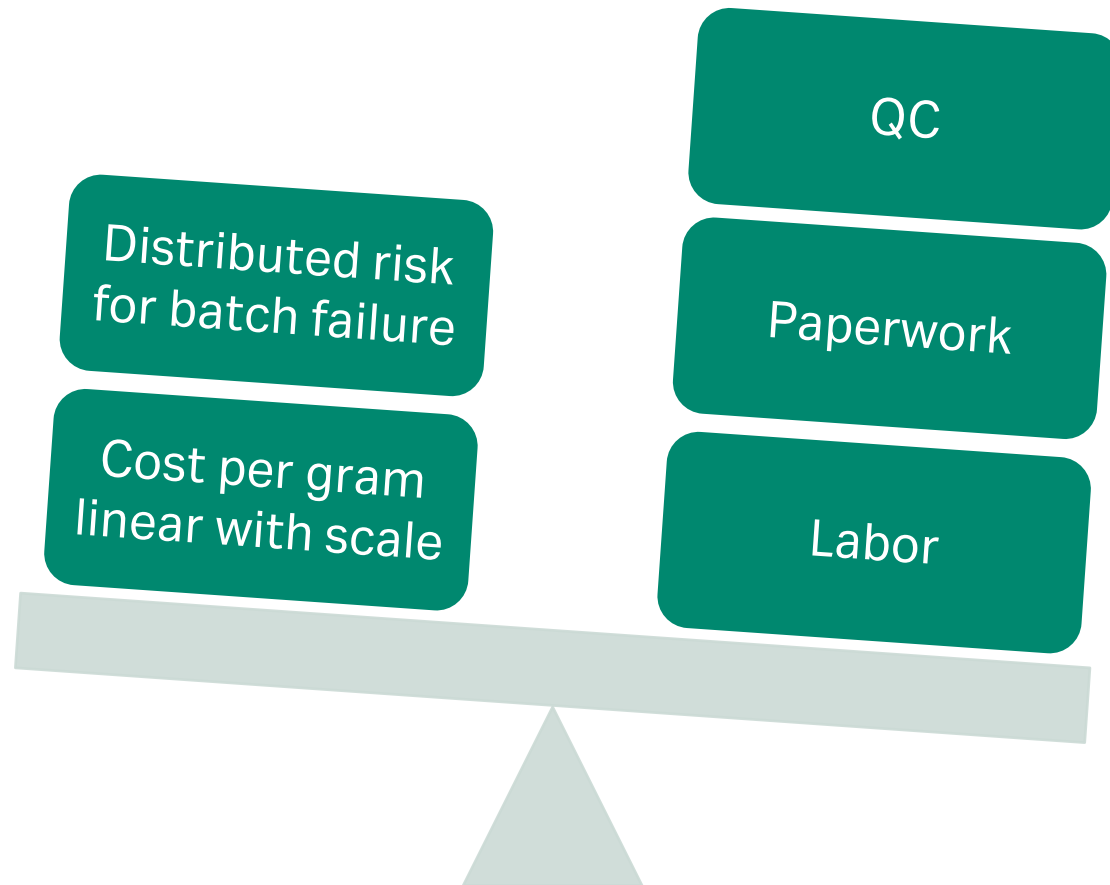 Distributed risk
for batch failure
Cost per gram
linear with scale
QC
Paperwork
Labor